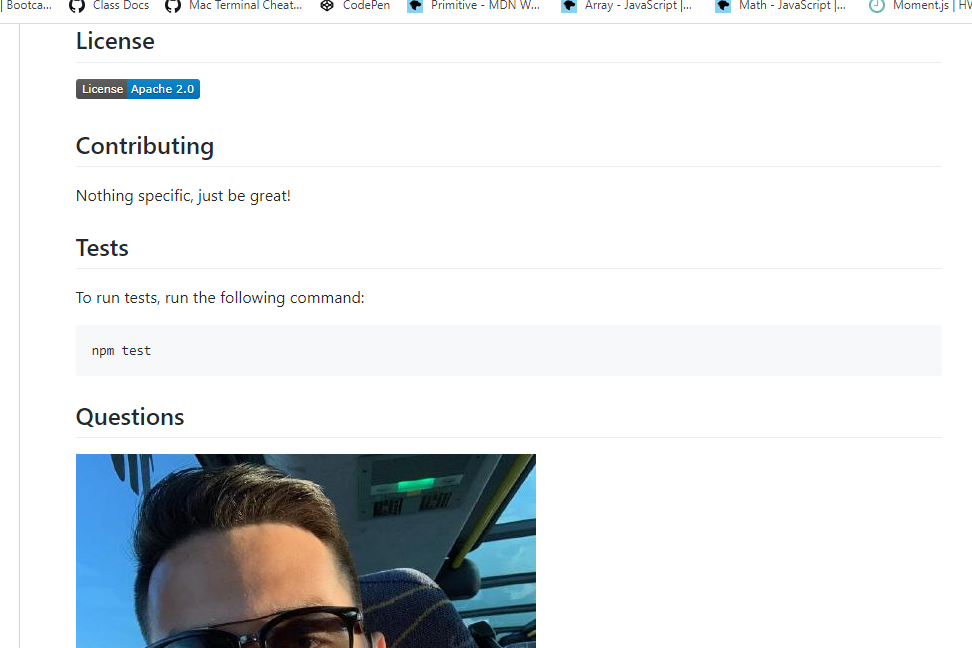 | Bootca... Class Docs Mac Terminal Cheat... CodePen Primitive - MDN W... Array - JavaScript |... Math - JavaScript |... Moment.js | HW
License
License Apache 2.0
Contributing
Nothing specific, just be great!
Tests
To run tests, run the following command:
npm test
Questions